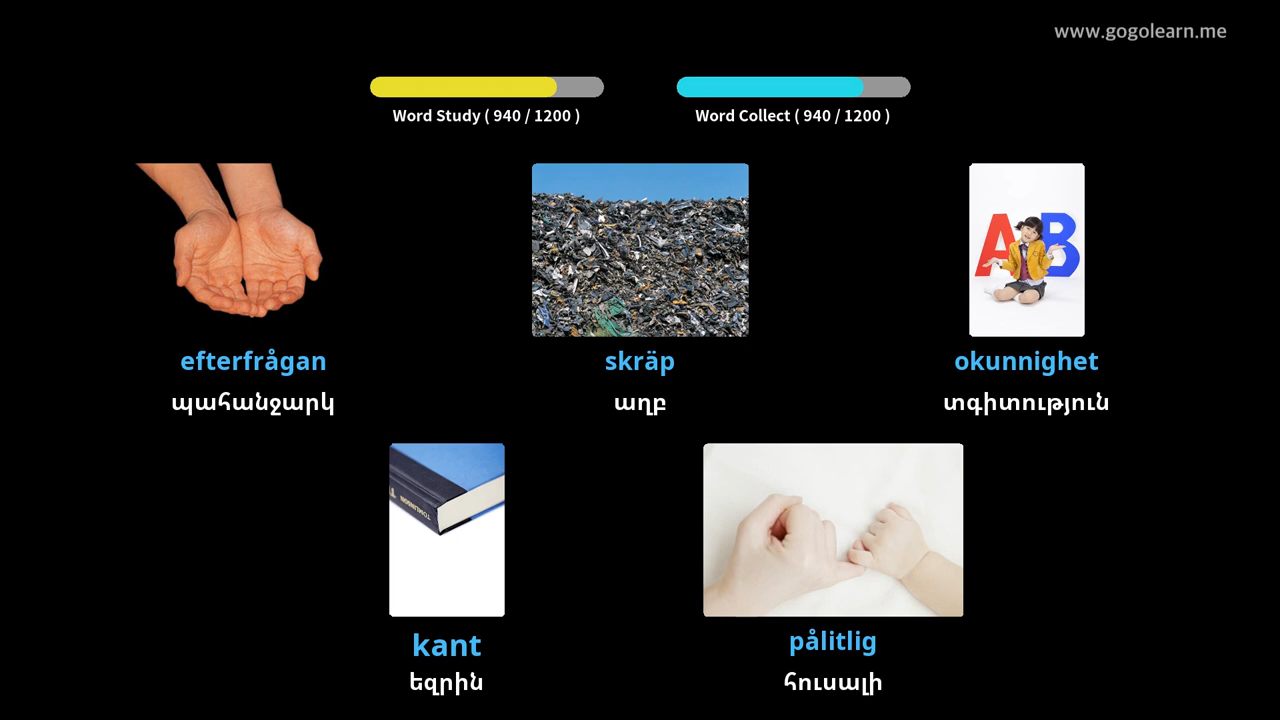 www.gogolearn.me
Word Study ( 940 / 1200 )
Word Collect ( 940 / 1200 )
efterfrågan
պահանջարկ
skräp
աղբ
okunnighet
տգիտություն
TOMLINSON
kant
եզրին
pålitlig
հուսալի